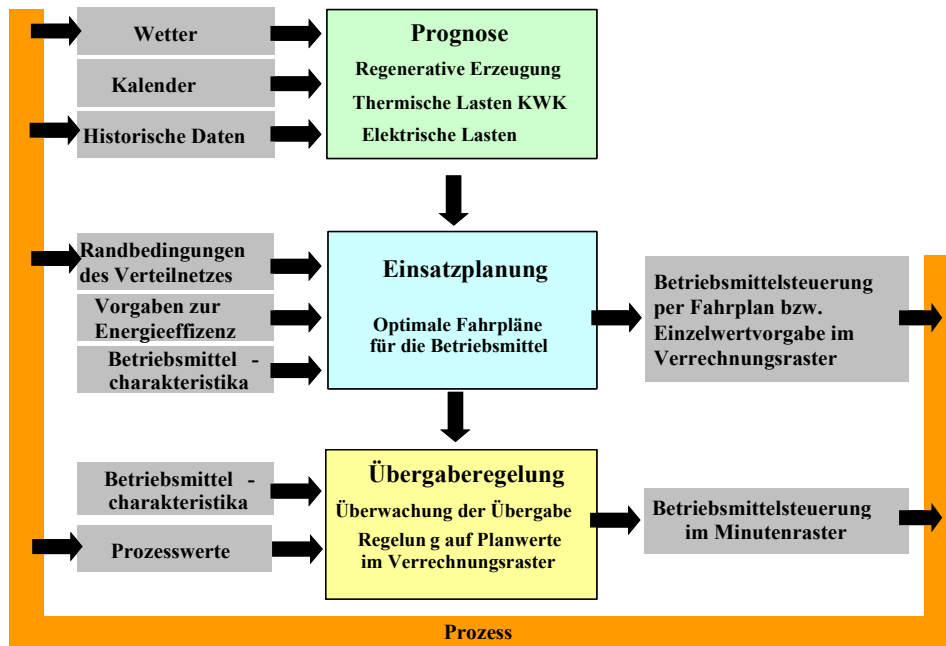 Wetter
Kalender
Historische Daten
Prognose
Regenerative Erzeugung
Thermische Lasten KWK
Elektrische Lasten
Randbedingungen
des Verteilnetzes
Vorgaben zur
Energieeffizenz
Betriebsmittel -
charakteristika
Einsatzplanung
Optimale Fahrpläne
für die Betriebsmittel
Betriebsmittelsteuerung
per Fahrplan bzw.
Einzelwertvorgabe im
Verrechnungsraster
Betriebsmittel -
charakteristika
Prozesswerte
Übergaberegelung
Überwachung der Übergabe
Regelun g auf Planwerte
im Verrechnungsraster
Betriebsmittelsteuerung
im Minutenraster
Prozess